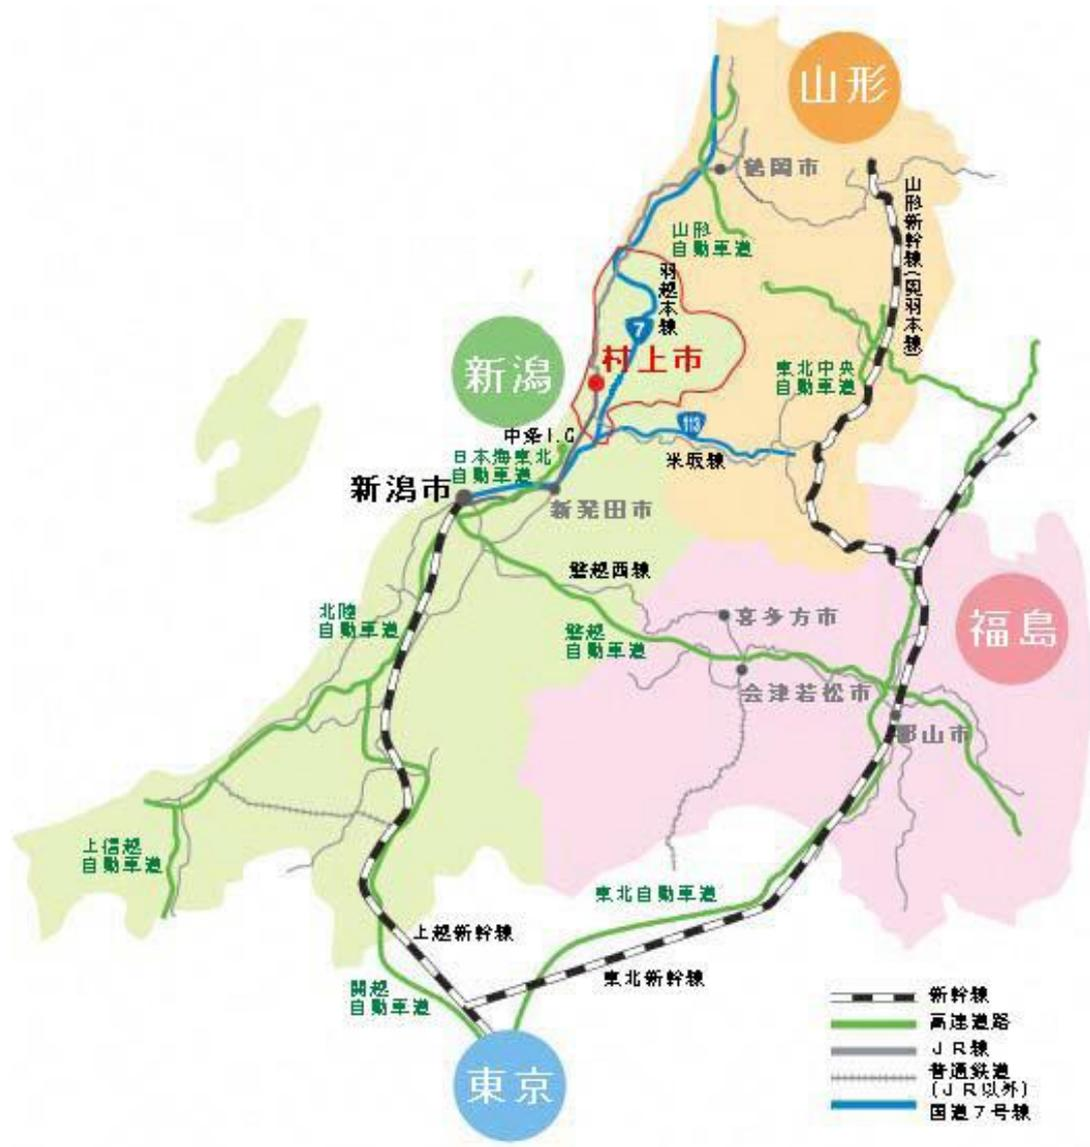 山形
鶴岡市
山形
自動車道
山形新幹線(奥羽本線)
羽越本線
7
新潟
村上市
東北中央
自動車道
中条I.C
113
日本海東北
自動車道
米坂線
新潟市
新発田市
磐越西線
北陸
自動車道
喜多方市
福島
磐越
自動車道
会津若松市
郡山市
上信越
自動車道
東北自動車道
上越新幹線
東北新幹線
関越
自動車道
東京
新幹線
高速道路
JR線
普通鉄道
(JR以外)
国道7号線